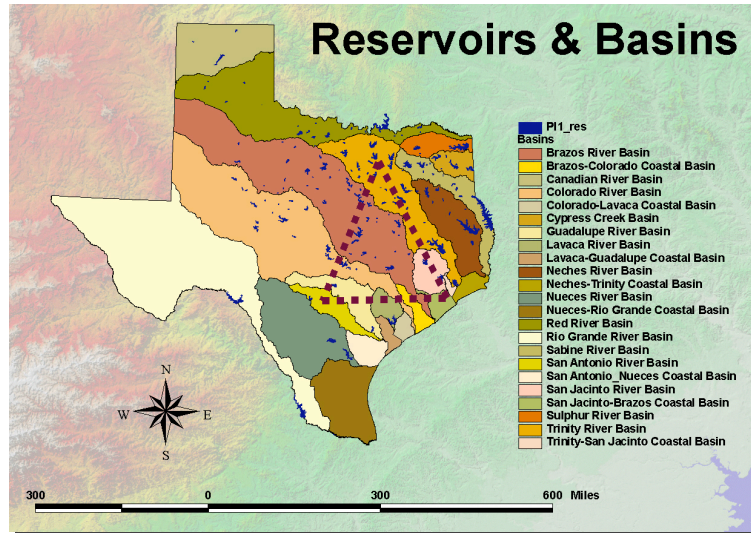 Reservoirs & Basins
Pl1_res
Basins
Brazos River Basin
Brazos-Colorado Coastal Basin
Canadian River Basin
Colorado River Basin
Colorado-Lavaca Coastal Basin
Cypress Creek Basin
Guadalupe River Basin
Lavaca River Basin
Lavaca-Guadalupe Coastal Basin
Neches River Basin
Neches-Trinity Coastal Basin
Nueces River Basin
Nueces-Rio Grande Coastal Basin
Red River Basin
Rio Grande River Basin
Sabine River Basin
San Antonio River Basin
San Antonio_Nueces Coastal Basin
San Jacinto River Basin
San Jacinto-Brazos Coastal Basin
Sulphur River Basin
Trinity River Basin
Trinity-San Jacinto Coastal Basin
N
W E
S
300 0 300 600 Miles